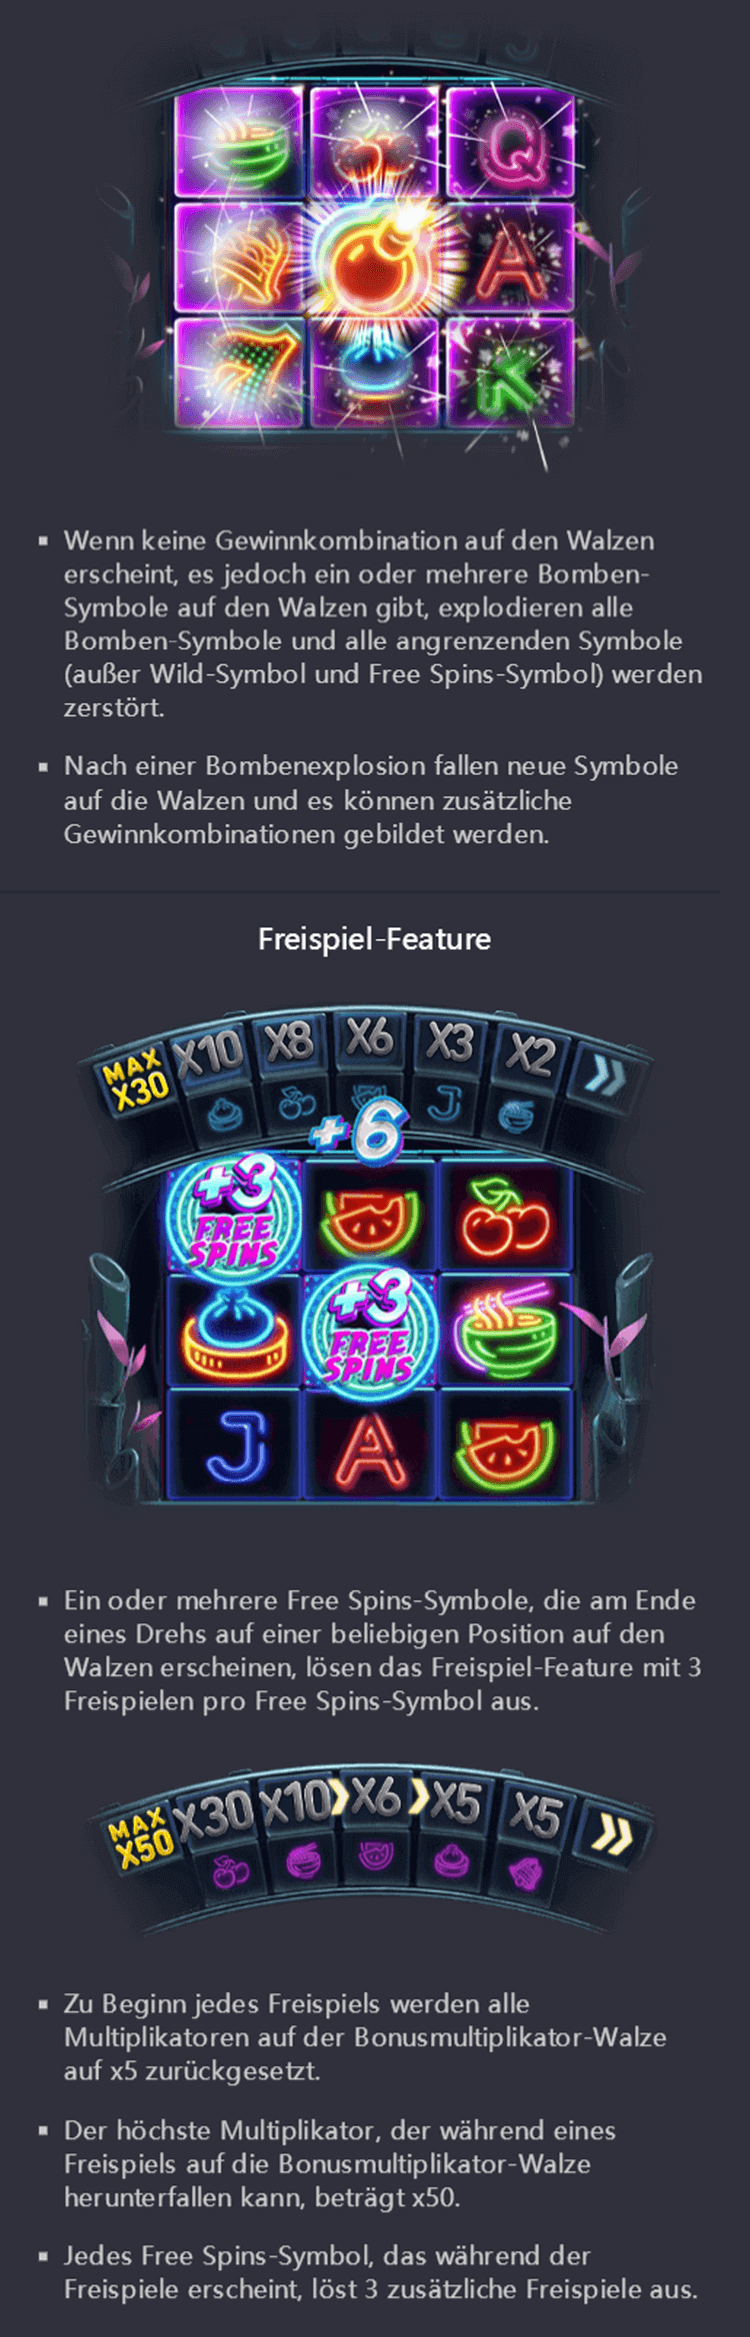 Q
A
7
K
Wenn keine Gewinnkombination auf den Walzen
erscheint, es jedoch ein oder mehrere Bomben-
Symbole auf den Walzen gibt, explodieren alle
Bomben-Symbole und alle angrenzenden Symbole
(außer Wild-Symbol und Free Spins-Symbol) werden
zerstört.
Nach einer Bombenexplosion fallen neue Symbole
auf die Walzen und es können zusätzliche
Gewinnkombinationen gebildet werden.
Freispiel-Feature
MAX X10 X8 X6 X3 X2
X30
J
+6
+3
FREE
SPINS
+3
FREE
SPINS
J A
Ein oder mehrere Free Spins-Symbole, die am Ende
eines Drehs auf einer beliebigen Position auf den
Walzen erscheinen, lösen das Freispiel-Feature mit 3
Freispielen pro Free Spins-Symbol aus.
MAX X30 X10 X6 X5 X5
X50
Zu Beginn jedes Freispiels werden alle
Multiplikatoren auf der Bonusmultiplikator-Walze
auf x5 zurückgesetzt.
Der höchste Multiplikator, der während eines
Freispiels auf die Bonusmultiplikator-Walze
herunterfallen kann, beträgt x50.
Jedes Free Spins-Symbol, das während der
Freispiele erscheint, löst 3 zusätzliche Freispiele aus.